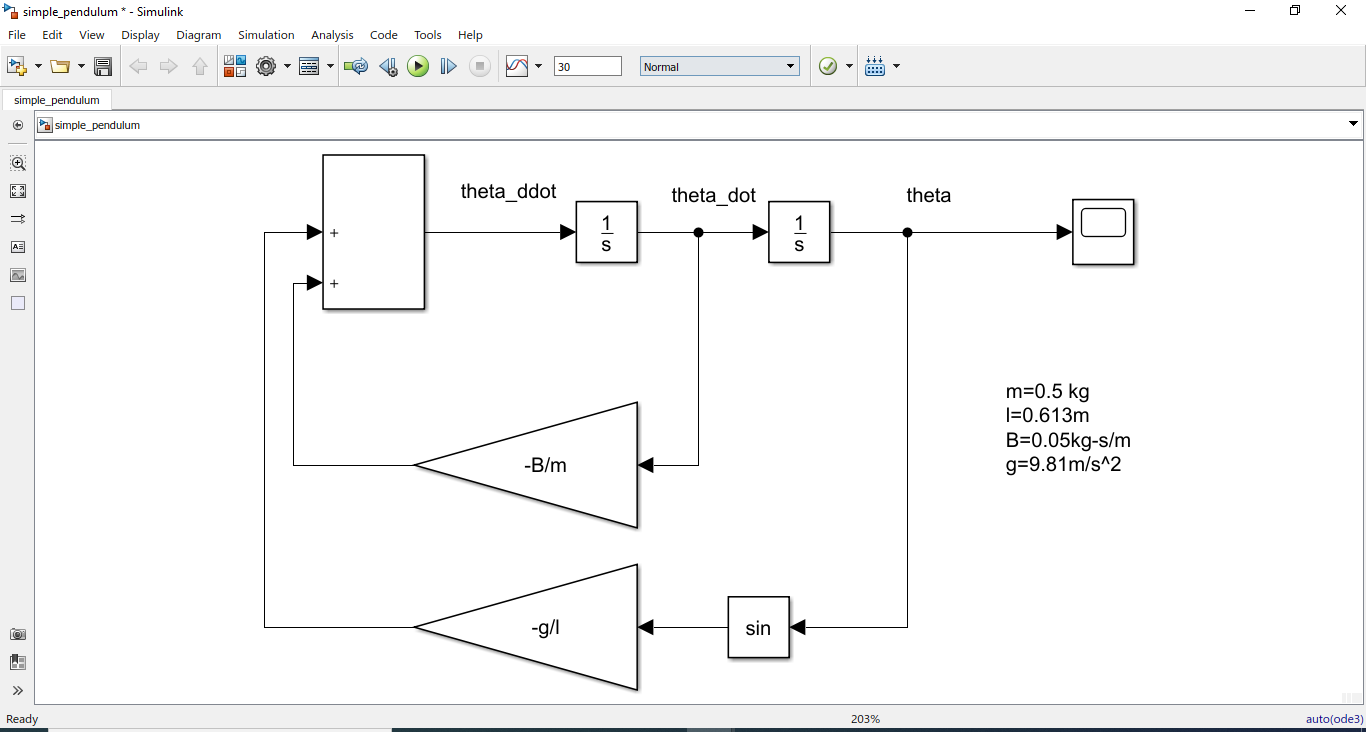 simple_pendulum * - Simulink
File Edit View Display Diagram Simulation Analysis Code Tools Help
30 Normal
simple_pendulum
simple_pendulum
theta_ddot theta_dot theta
+ 1 1
s s
+
m=0.5 kg
l=0.613m
B=0.05kg-s/m
g=9.81m/s^2
-B/m
-g/l sin
Ready 203% auto(ode3)